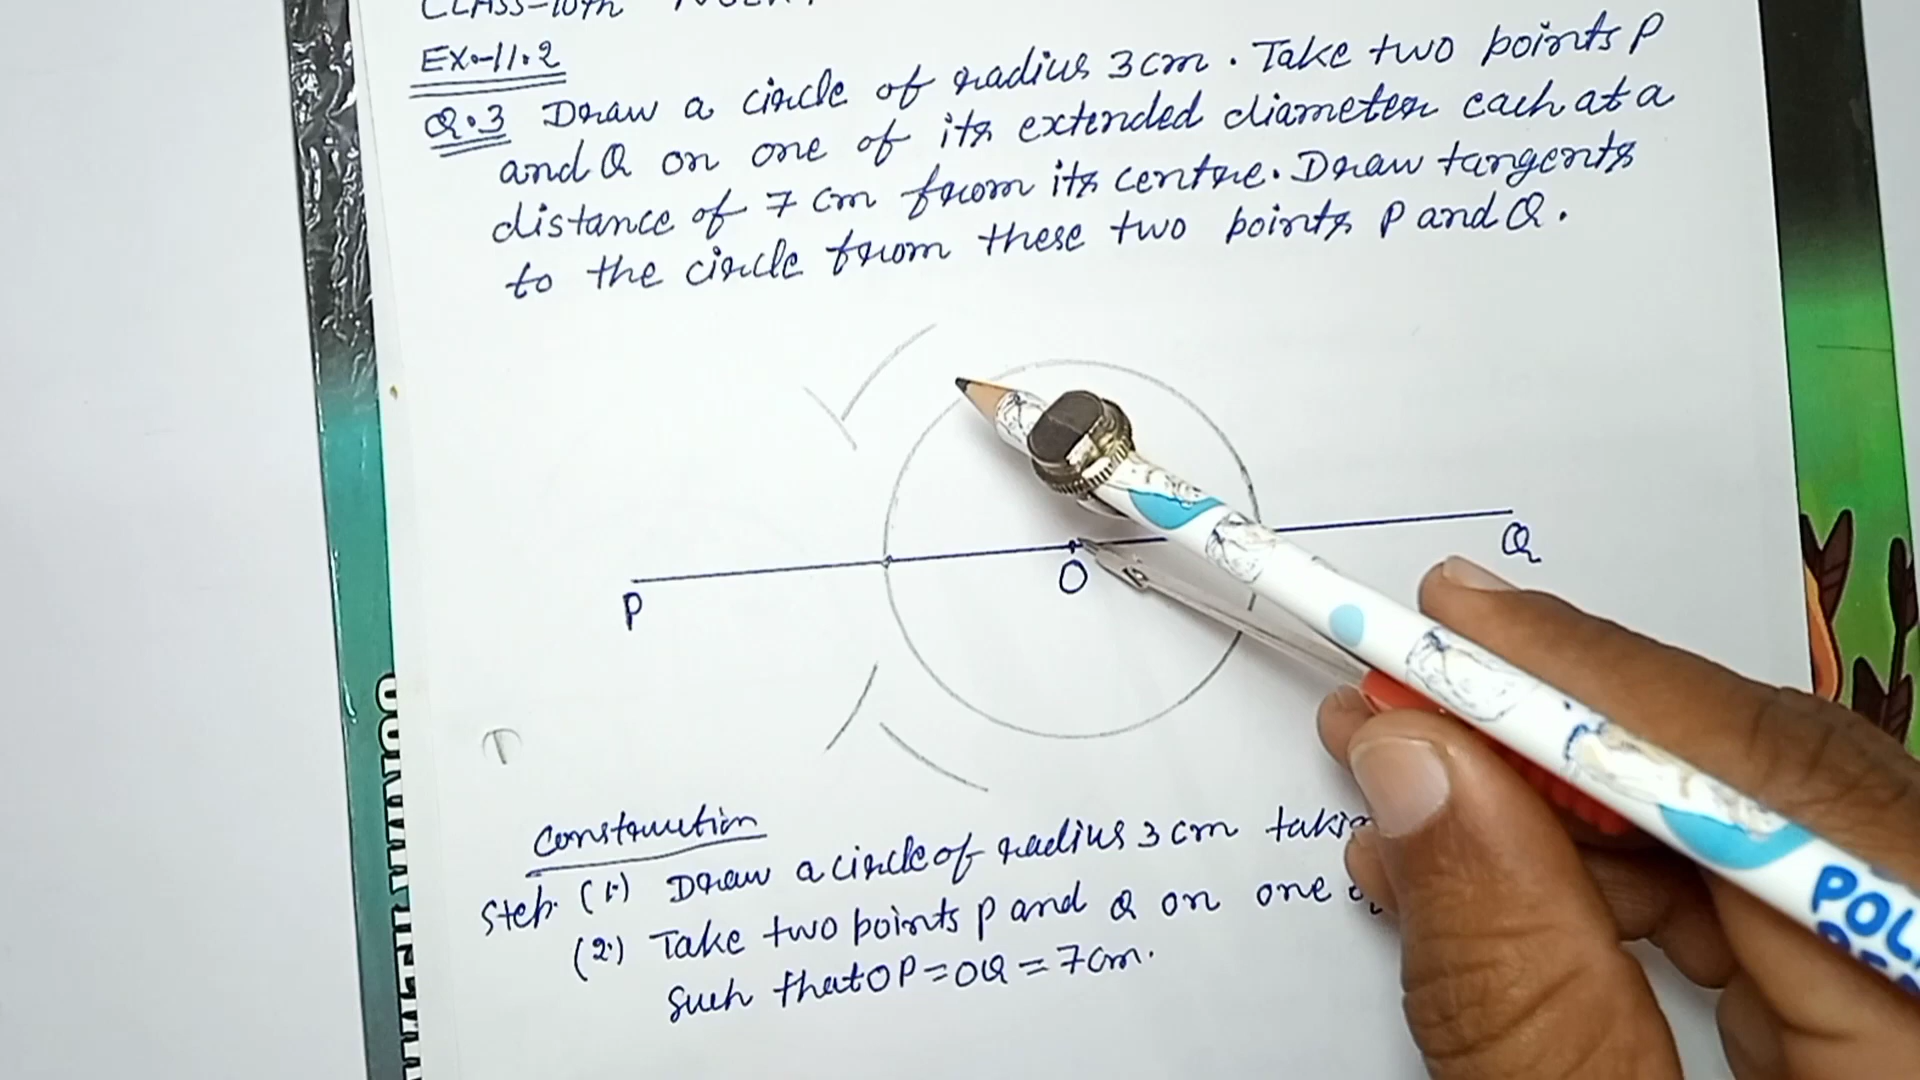 CLASS-10th
EX.-11.2
Q.3 Draw a circle of radius 3cm. Take two points P
and Q on one of its extended diameter each at a
distance of 7 cm from its centre. Draw tangents
to the circle from these two points P and Q.
P
O
Q
Construction
Step. (1.) Draw a circle of radius 3 cm
(2.) Take two points P and Q on one
such that OP=OQ=7cm.
POL